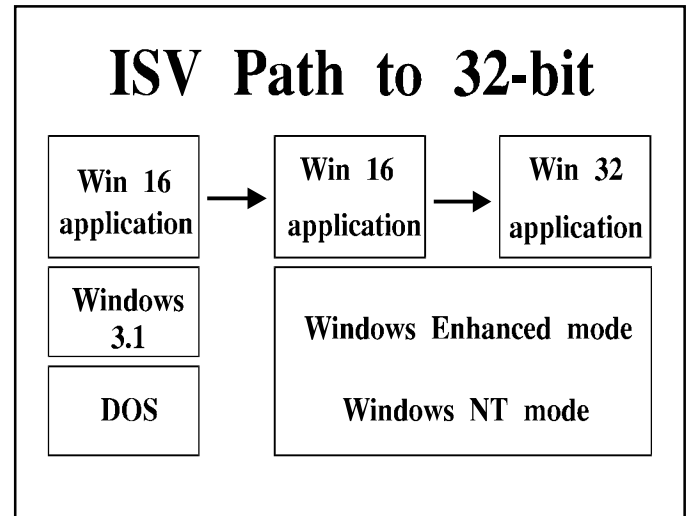 ISV Path to 32-bit
Win 16
application
Win 16
application
Win 32
application
Windows
3.1
DOS
Windows Enhanced mode
Windows NT mode